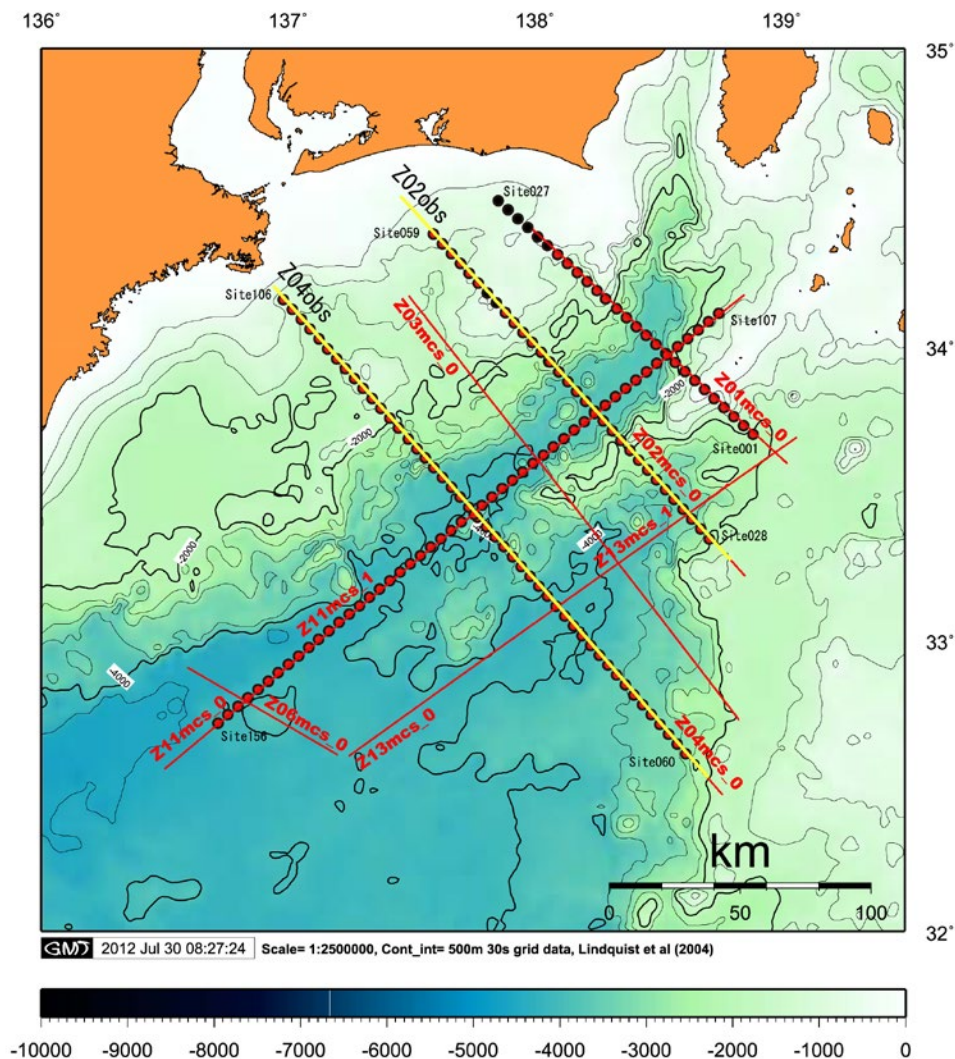 136° 137° 138° 139°
35°
Z02obs
Site027
Site059
Z04obs
Site106
Z03mcs_0
Site107
34°
-2000
Z01mcs_0
-2000
Site001
Z02mcs_0
-4000
Z13mcs_1
Site028
-2000
Z11mcs_1
33°
-4000
Z06mcs_0
Z11mcs_0
Site156
Z13mcs_0
Z04mcs_0
Site060
km
0 50 100
32°
GMT 2012 Jul 30 08:27:24 Scale= 1:2500000, Cont_int= 500m 30s grid data, Lindquist et al (2004)
-10000 -9000 -8000 -7000 -6000 -5000 -4000 -3000 -2000 -1000 0